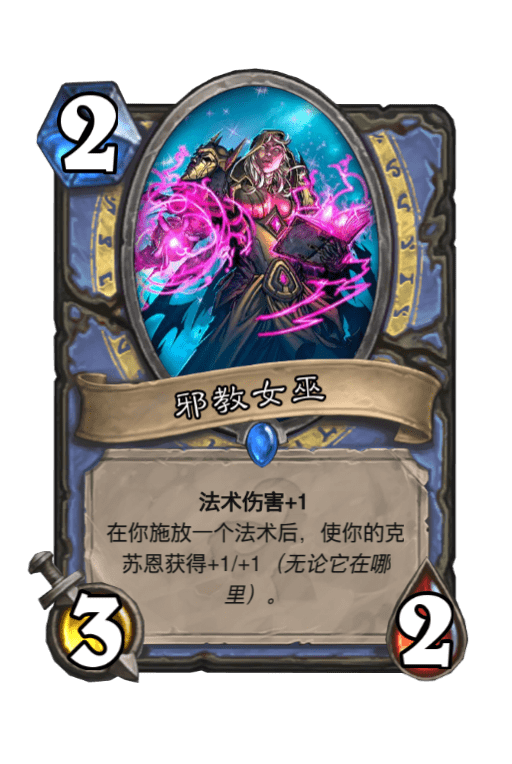 2
邪教女巫
法术伤害+1
在你施放一个法术后，使你的克
苏恩获得+1/+1（无论它在哪
里）。
3
2